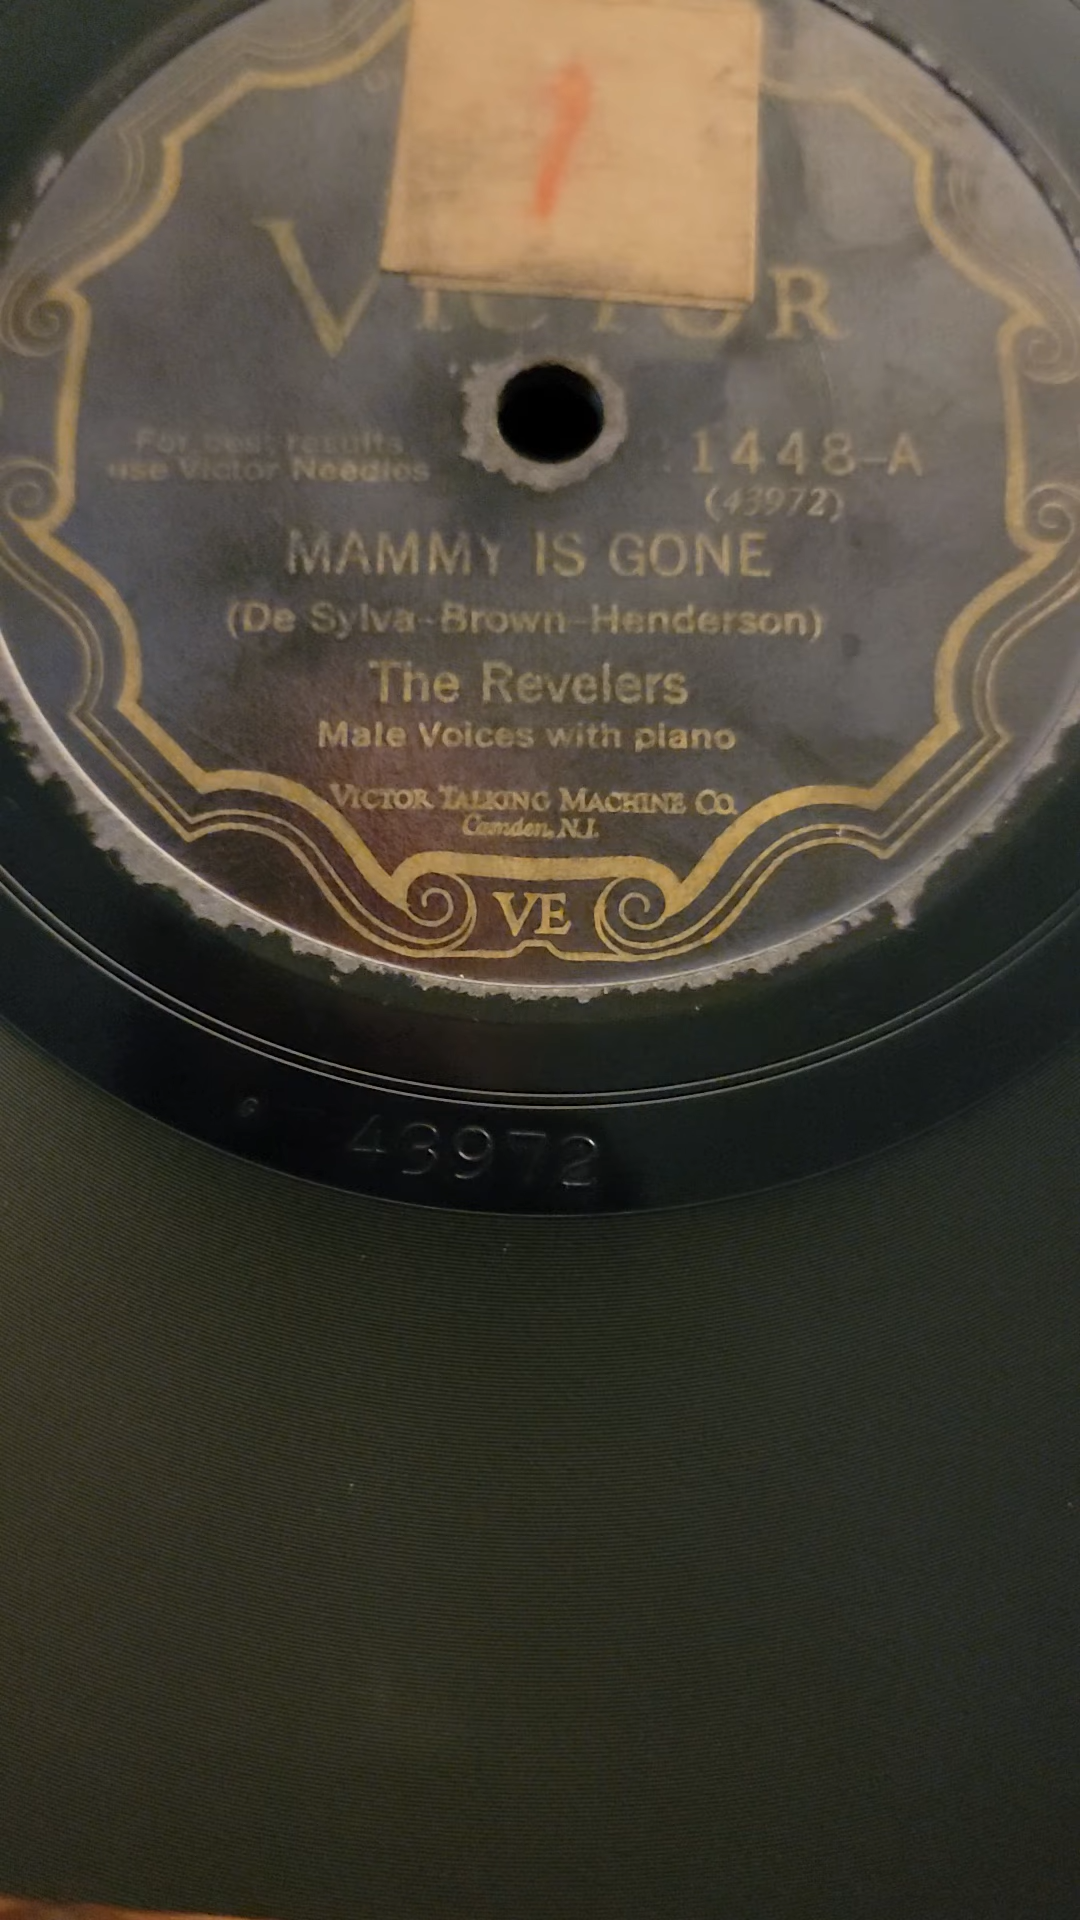 1
VICTOR
For best results
use Victor Needles
1448-A
(43972)
MAMMY IS GONE
(De Sylva-Brown-Henderson)
The Revelers
Male Voices with piano
VICTOR TALKING MACHINE CO.
Camden, N.J.
VE
43972